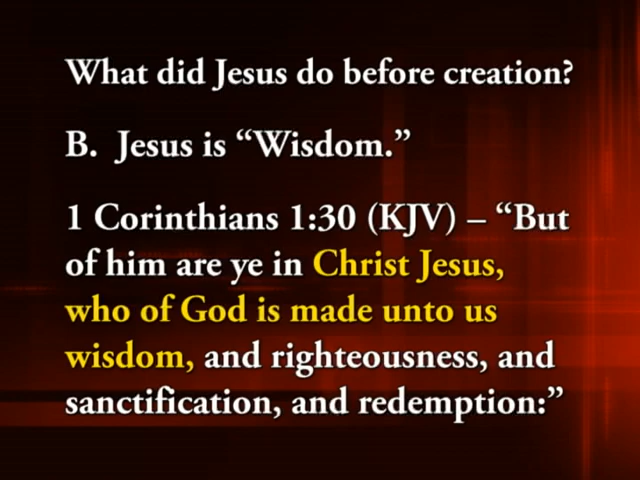 What did Jesus do before creation?
B. Jesus is “Wisdom.”
1 Corinthians 1:30 (KJV) – “But
of him are ye in Christ Jesus,
who of God is made unto us
wisdom, and righteousness, and
sanctification, and redemption:”